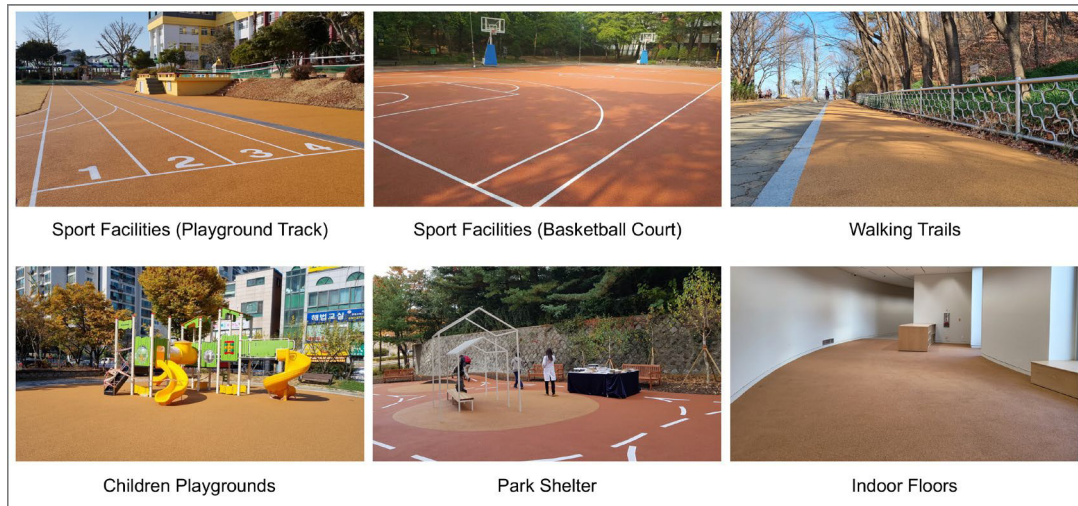 1 2 3 4
Sport Facilities (Playground Track)
Sport Facilities (Basketball Court)
Walking Trails
해법교실
Children Playgrounds
Park Shelter
Indoor Floors